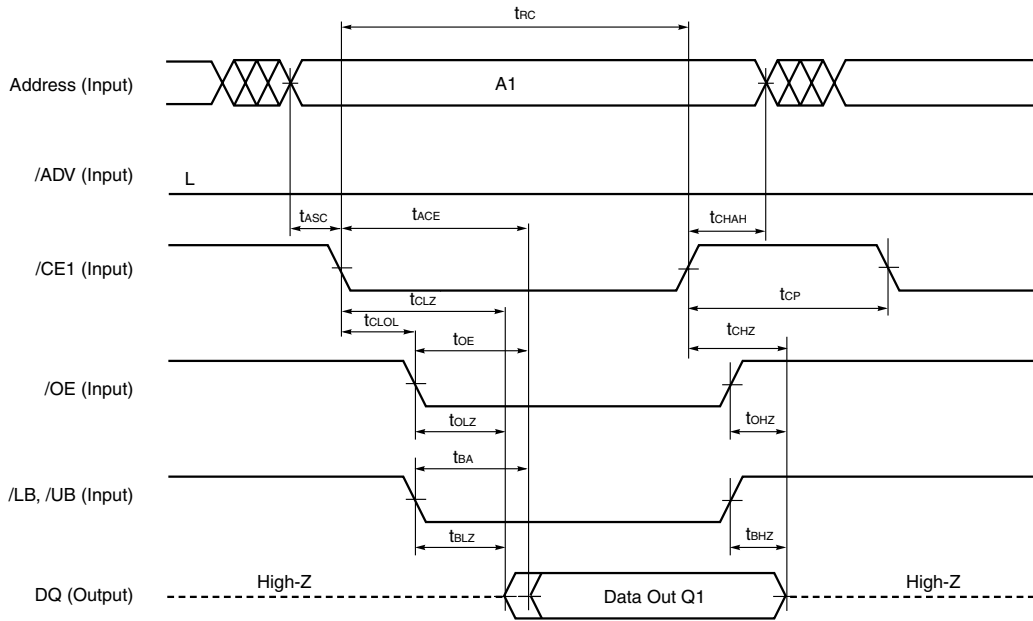 tRC
Address (Input)
A1
/ADV (Input)
L
tASC
tACE
tCHAH
/CE1 (Input)
tCLZ
tCP
tCLOL
tOE
tCHZ
/OE (Input)
tOLZ
tOHZ
tBA
/LB, /UB (Input)
tBLZ
tBHZ
High-Z
High-Z
DQ (Output)
Data Out Q1